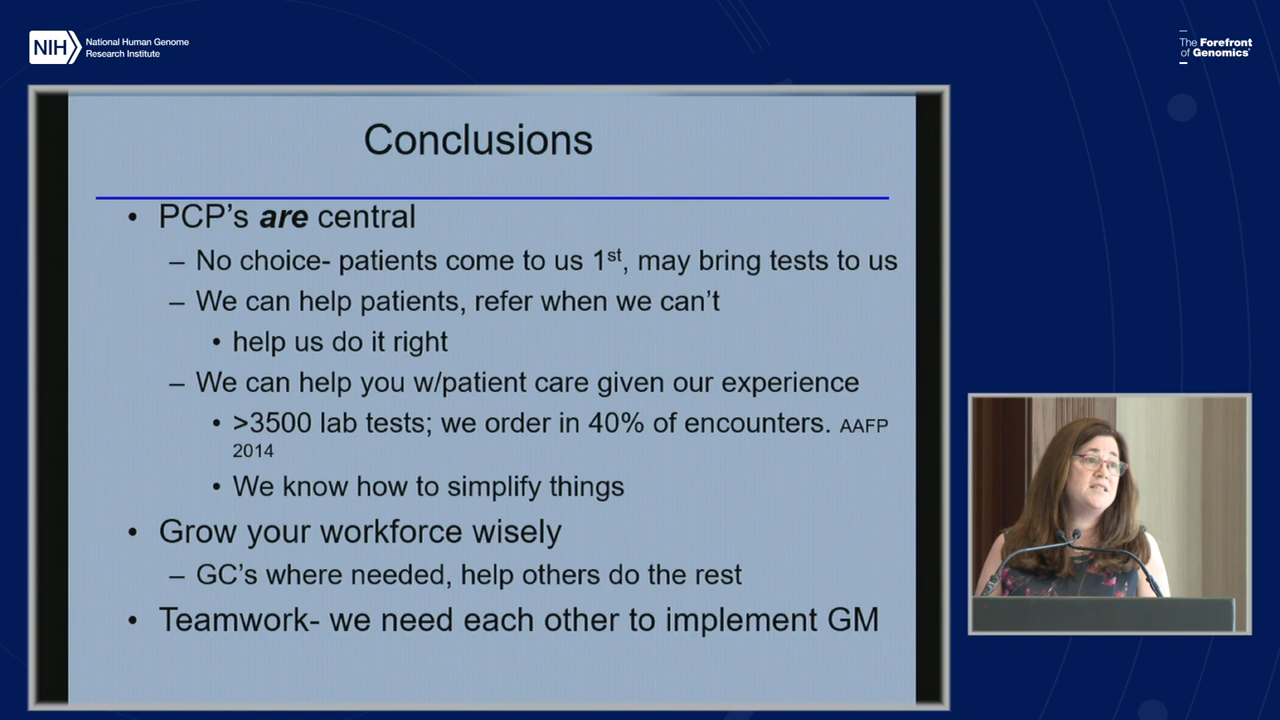 NIH National Human Genome
Research Institute
The Forefront
of Genomics®
Conclusions
• PCP's are central
– No choice- patients come to us 1st, may bring tests to us
– We can help patients, refer when we can't
• help us do it right
– We can help you w/patient care given our experience
• >3500 lab tests; we order in 40% of encounters. AAFP
2014
• We know how to simplify things
• Grow your workforce wisely
– GC's where needed, help others do the rest
• Teamwork- we need each other to implement GM